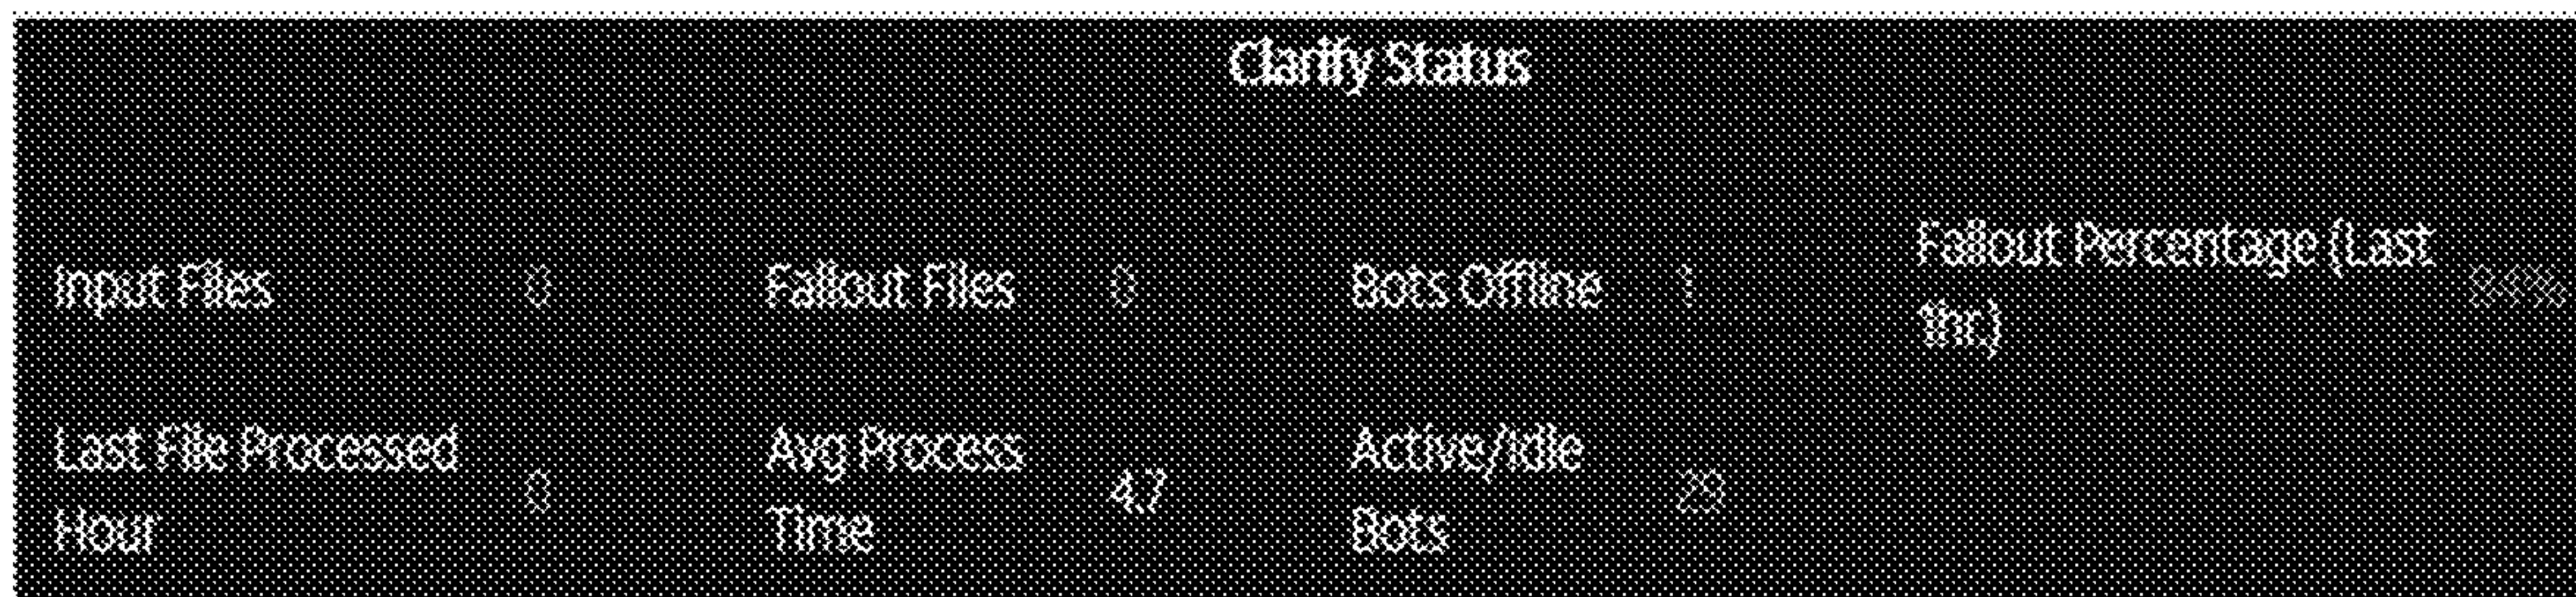 Clarify Status
Input Files 0 Fallout Files 0 Bots Offline 1 Fallout Percentage (Last
1hr.)
Last File Processed
Hour 0 Avg Process
Time 4.7 Active/Idle
Bots 29